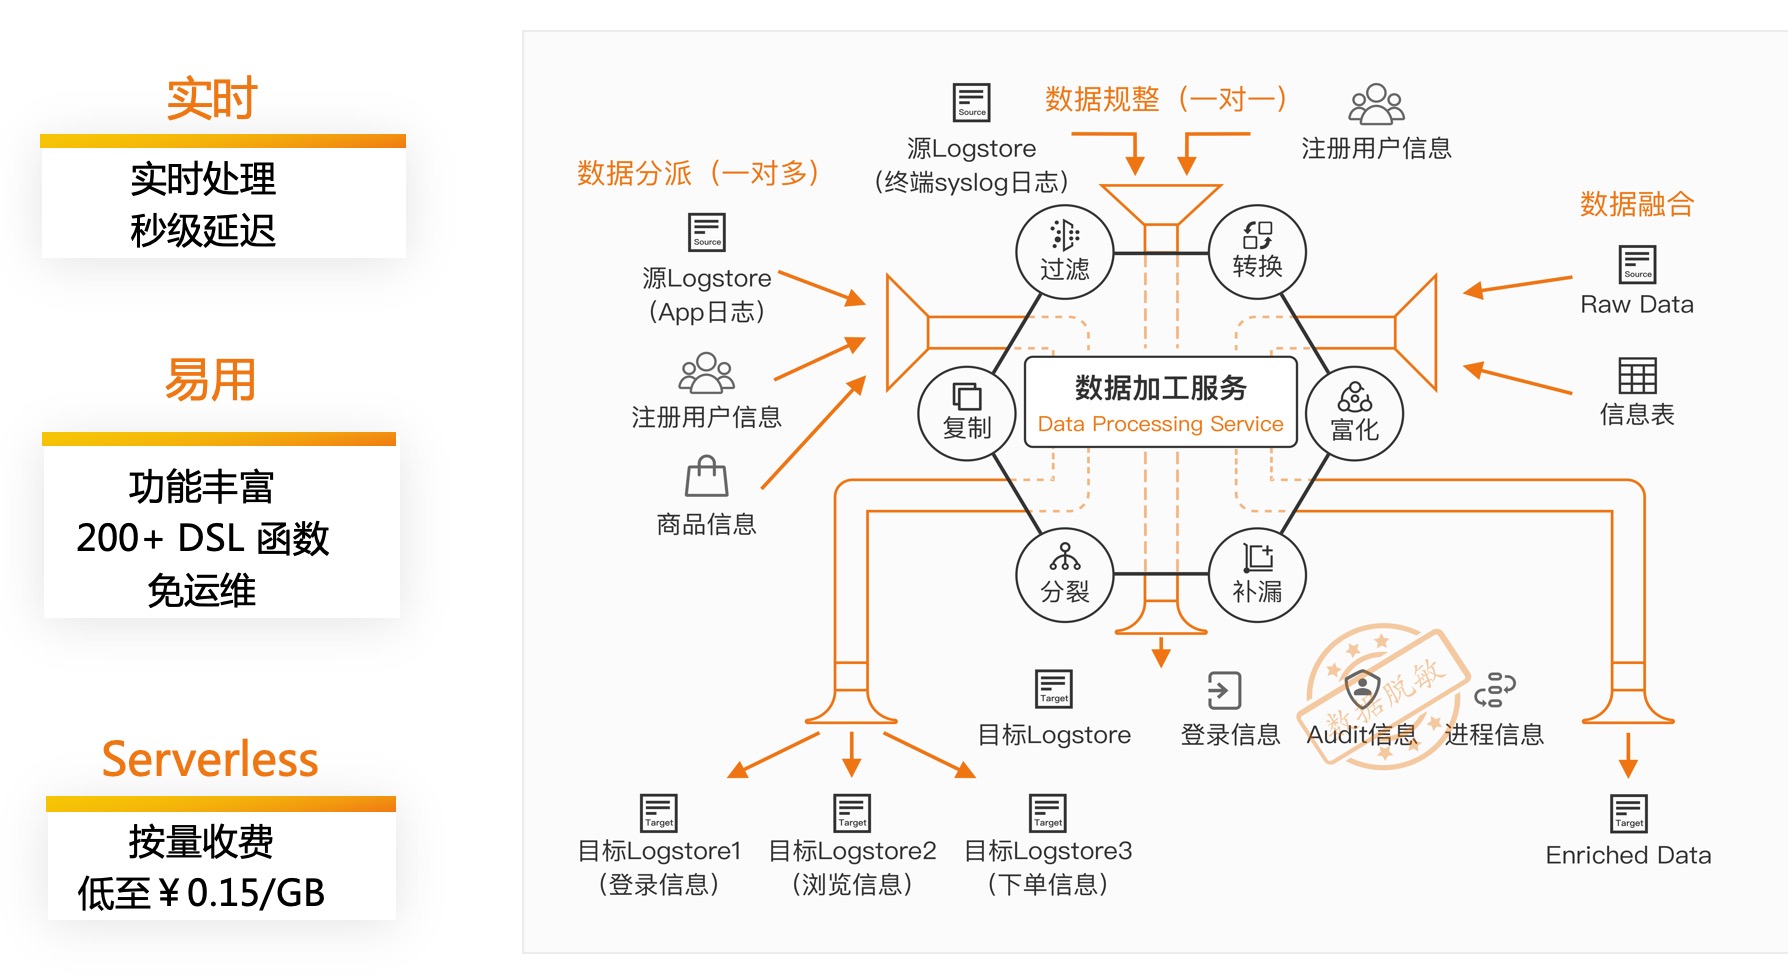 实时
实时处理
秒级延迟
易用
功能丰富
200+ DSL 函数
免运维
Serverless
按量收费
低至￥0.15/GB
数据规整（一对一）
Source
源Logstore
（终端syslog日志）
注册用户信息
数据分派（一对多）
Source
源Logstore
（App日志）
注册用户信息
商品信息
数据融合
Source
Raw Data
信息表
过滤
转换
复制
数据加工服务
Data Processing Service
富化
分裂
补漏
Target
目标Logstore
登录信息
Audit信息
进程信息
数据脱敏
Target
目标Logstore1
（登录信息）
Target
目标Logstore2
（浏览信息）
Target
目标Logstore3
（下单信息）
Target
Enriched Data